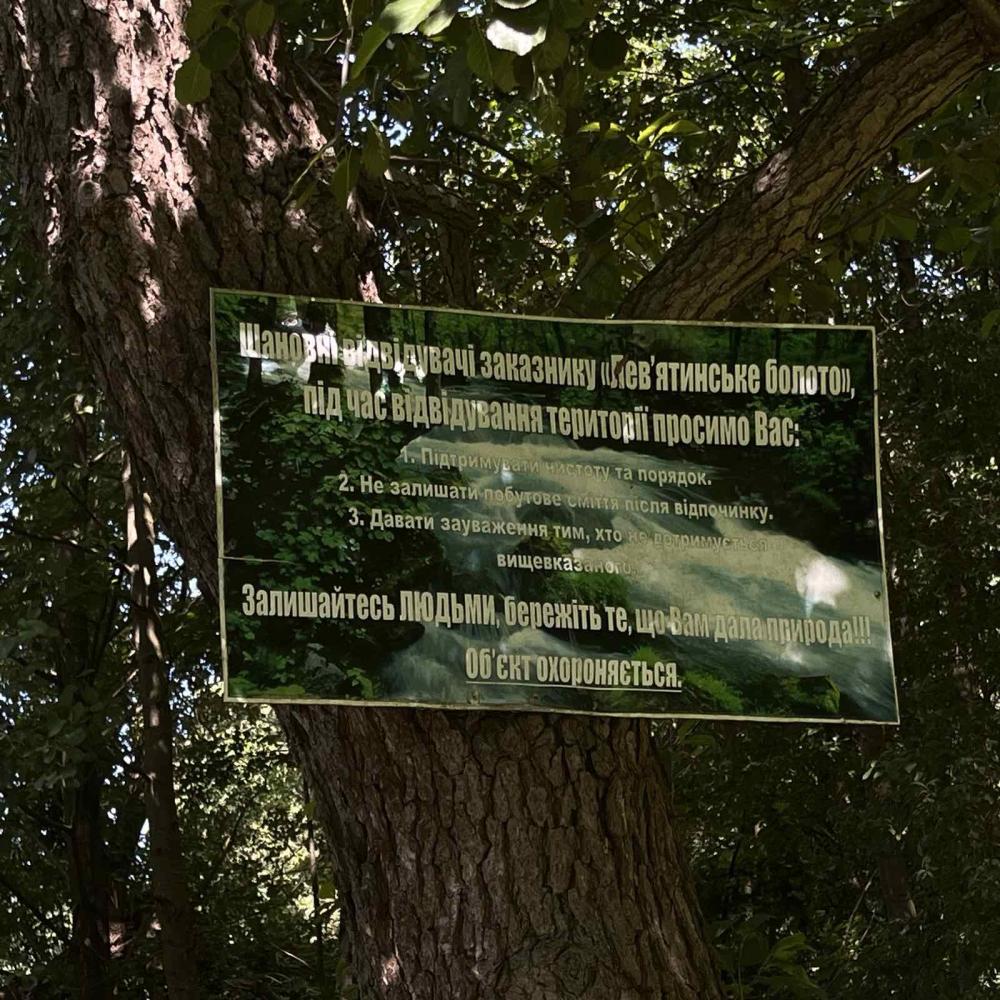 Шановні відвідувачі заказнику «Дев'ятинське болото»,
під час відвідування території просимо Вас:
1. Підтримувати чистоту та порядок.
2. Не залишати побутове сміття після відпочинку.
3. Давати зауваження тим, хто не дотримується
вищевказаного.
Залишайтесь ЛЮДЬМИ, бережіть те, що Вам дала природа!!!
Об'єкт охороняється.